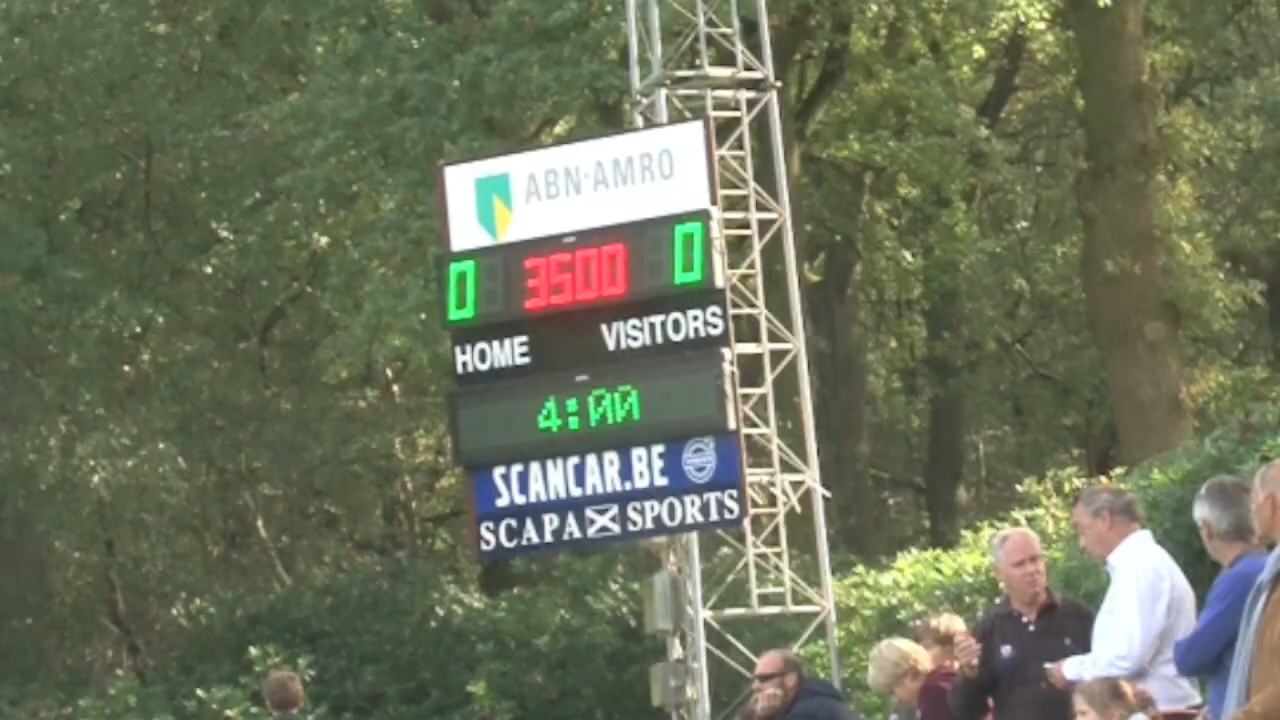 ABN·AMRO
0 3500 0
HOME VISITORS
4:00
SCANCAR.BE
SCAPA SPORTS